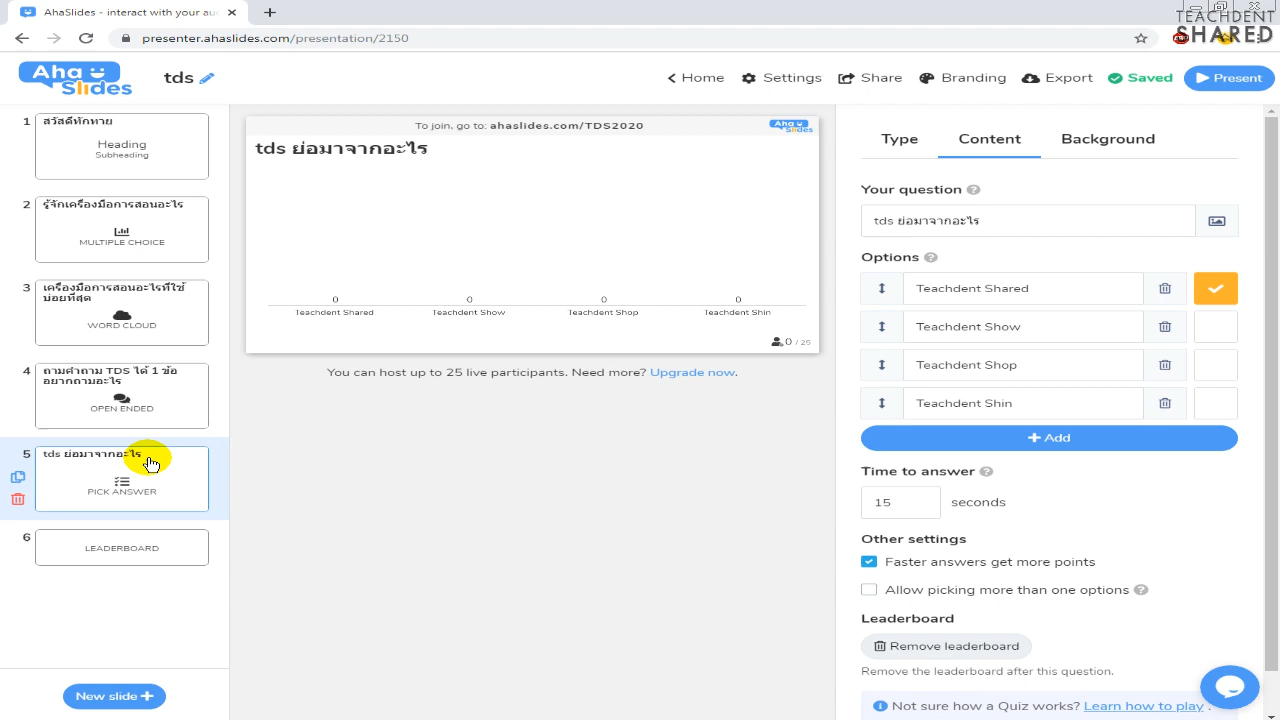 AhaSlides - interact with your au
TEACHDENT
SHARED
presenter.ahaslides.com/presentation/2150
Aha
Slides
tds
Home
Settings
Share
Branding
Export
Saved
Present
1
สวัสดีทักทาย
Heading
Subheading
2
รู้จักเครื่องมือการสอนอะไร
MULTIPLE CHOICE
3
เครื่องมือการสอนอะไรที่ใช้
บ่อยที่สุด
WORD CLOUD
4
ถามคำถาม TDS ได้ 1 ข้อ
อยากถามอะไร
OPEN ENDED
5
tds ย่อมาจากอะไร
PICK ANSWER
6
LEADERBOARD
New slide +
To join, go to: ahaslides.com/TDS2020
Aha
Slides
tds ย่อมาจากอะไร
0 0 0 0
Teachdent Shared Teachdent Show Teachdent Shop Teachdent Shin
0 / 25
You can host up to 25 live participants. Need more? Upgrade now.
Type Content Background
Your question ?
tds ย่อมาจากอะไร
Options ?
Teachdent Shared
Teachdent Show
Teachdent Shop
Teachdent Shin
+ Add
Time to answer ?
15 seconds
Other settings
Faster answers get more points
Allow picking more than one options ?
Leaderboard
Remove leaderboard
Remove the leaderboard after this question.
Not sure how a Quiz works? Learn how to play .